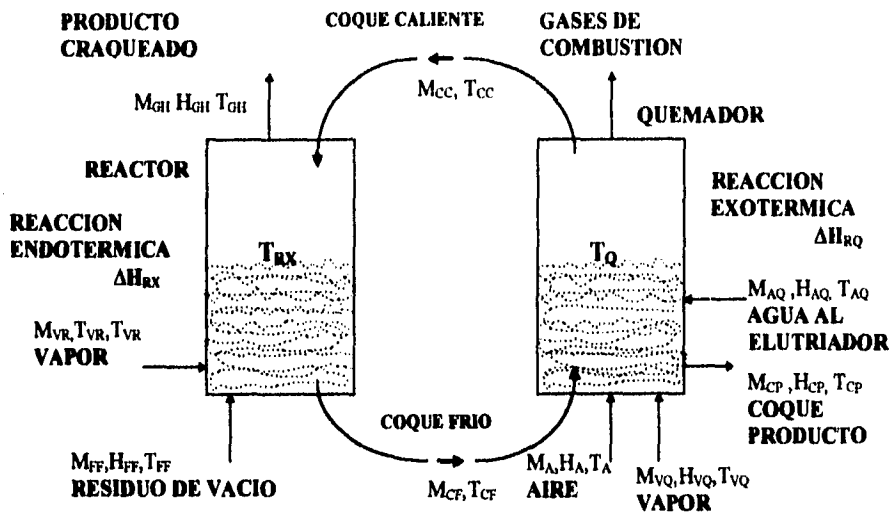 PRODUCTO
CRAQUEADO
COQUE CALIENTE
GASES DE
COMBUSTION
M_GH H_GH T_GH
M_CC, T_CC
QUEMADOR
REACTOR
REACCION
ENDOTERMICA
ΔH_RX
T_RX
T_Q
REACCION
EXOTERMICA
ΔH_RQ
M_AQ ,H_AQ, T_AQ
AGUA AL
ELUTRIADOR
M_VR,T_VR,T_VR
VAPOR
M_CP ,H_CP, T_CP
COQUE
PRODUCTO
COQUE FRIO
M_FF,H_FF,T_FF
RESIDUO DE VACIO
M_CF,T_CF
M_A,H_A,T_A
AIRE
M_VQ,H_VQ,T_VQ
VAPOR